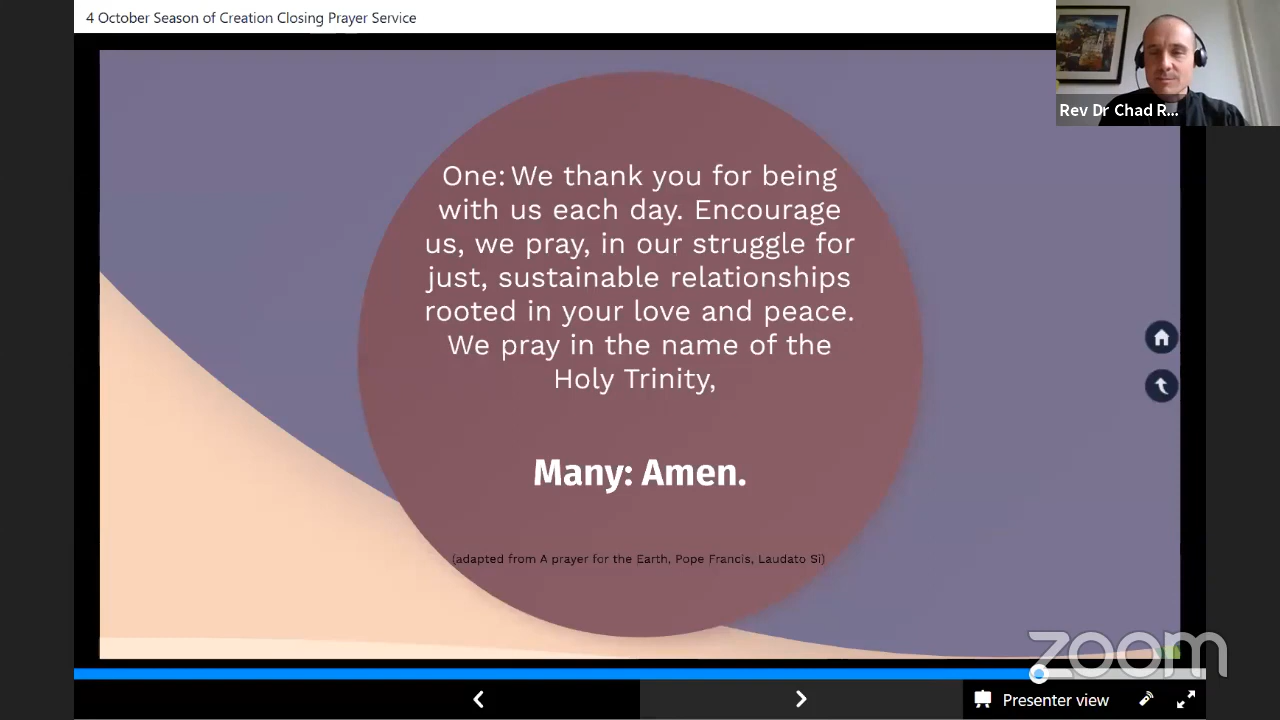 4 October Season of Creation Closing Prayer Service
Rev Dr Chad R...
One: We thank you for being
with us each day. Encourage
us, we pray, in our struggle for
just, sustainable relationships
rooted in your love and peace.
We pray in the name of the
Holy Trinity,
Many: Amen.
(adapted from A prayer for the Earth, Pope Francis, Laudato Si)
zoom
Presenter view